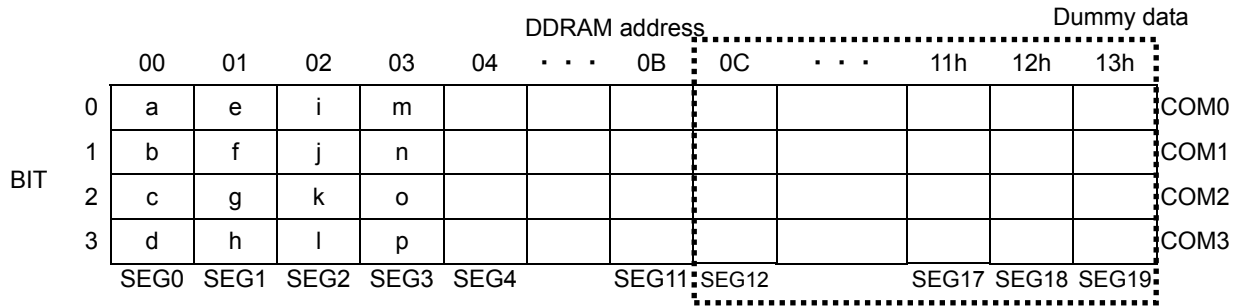 DDRAM address Dummy data
00 01 02 03 04 · · · 0B 0C · · · 11h 12h 13h
0 a e i m COM0
1 b f j n COM1
BIT
2 c g k o COM2
3 d h l p COM3
SEG0 SEG1 SEG2 SEG3 SEG4 SEG11 SEG12 SEG17 SEG18 SEG19